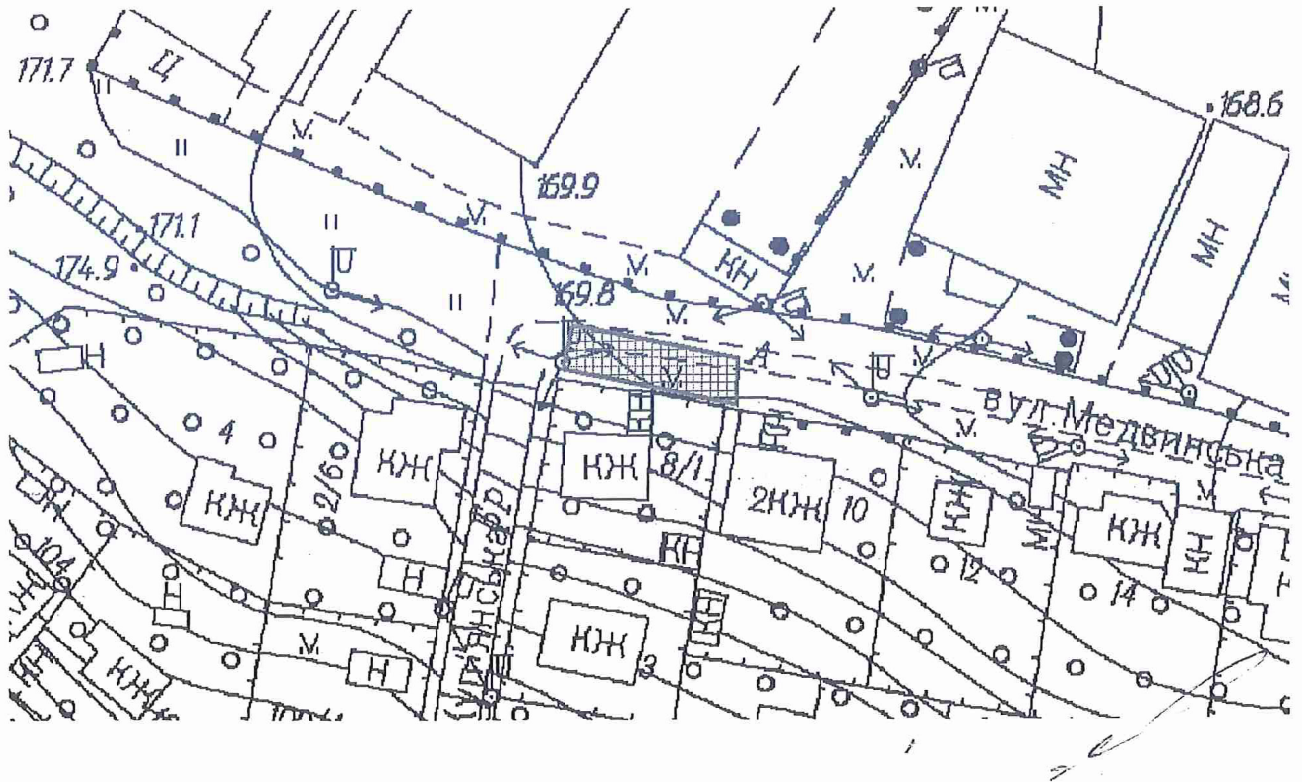 Ц
171.7
168.6
МН
МН
169.9
171.1
174.9
КН
169.8
А
вул.Медвинська
Н
4
КЖ
2/6
КЖ
КЖ
8/1
2КЖ
10
КЖ
12
МН
КЖ
КН
14
104
Н
КН
Н
КЖ
3
КН
КЖ
Н